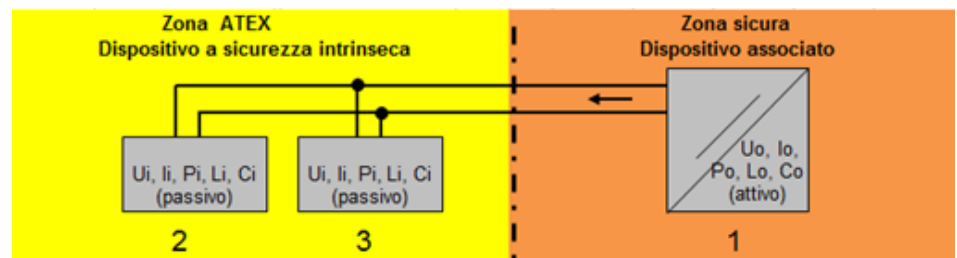 Zona ATEX
Dispositivo a sicurezza intrinseca
Zona sicura
Dispositivo associato
Ui, Ii, Pi, Li, Ci
(passivo)
Ui, Ii, Pi, Li, Ci
(passivo)
Uo, Io,
Po, Lo, Co
(attivo)
2
3
1